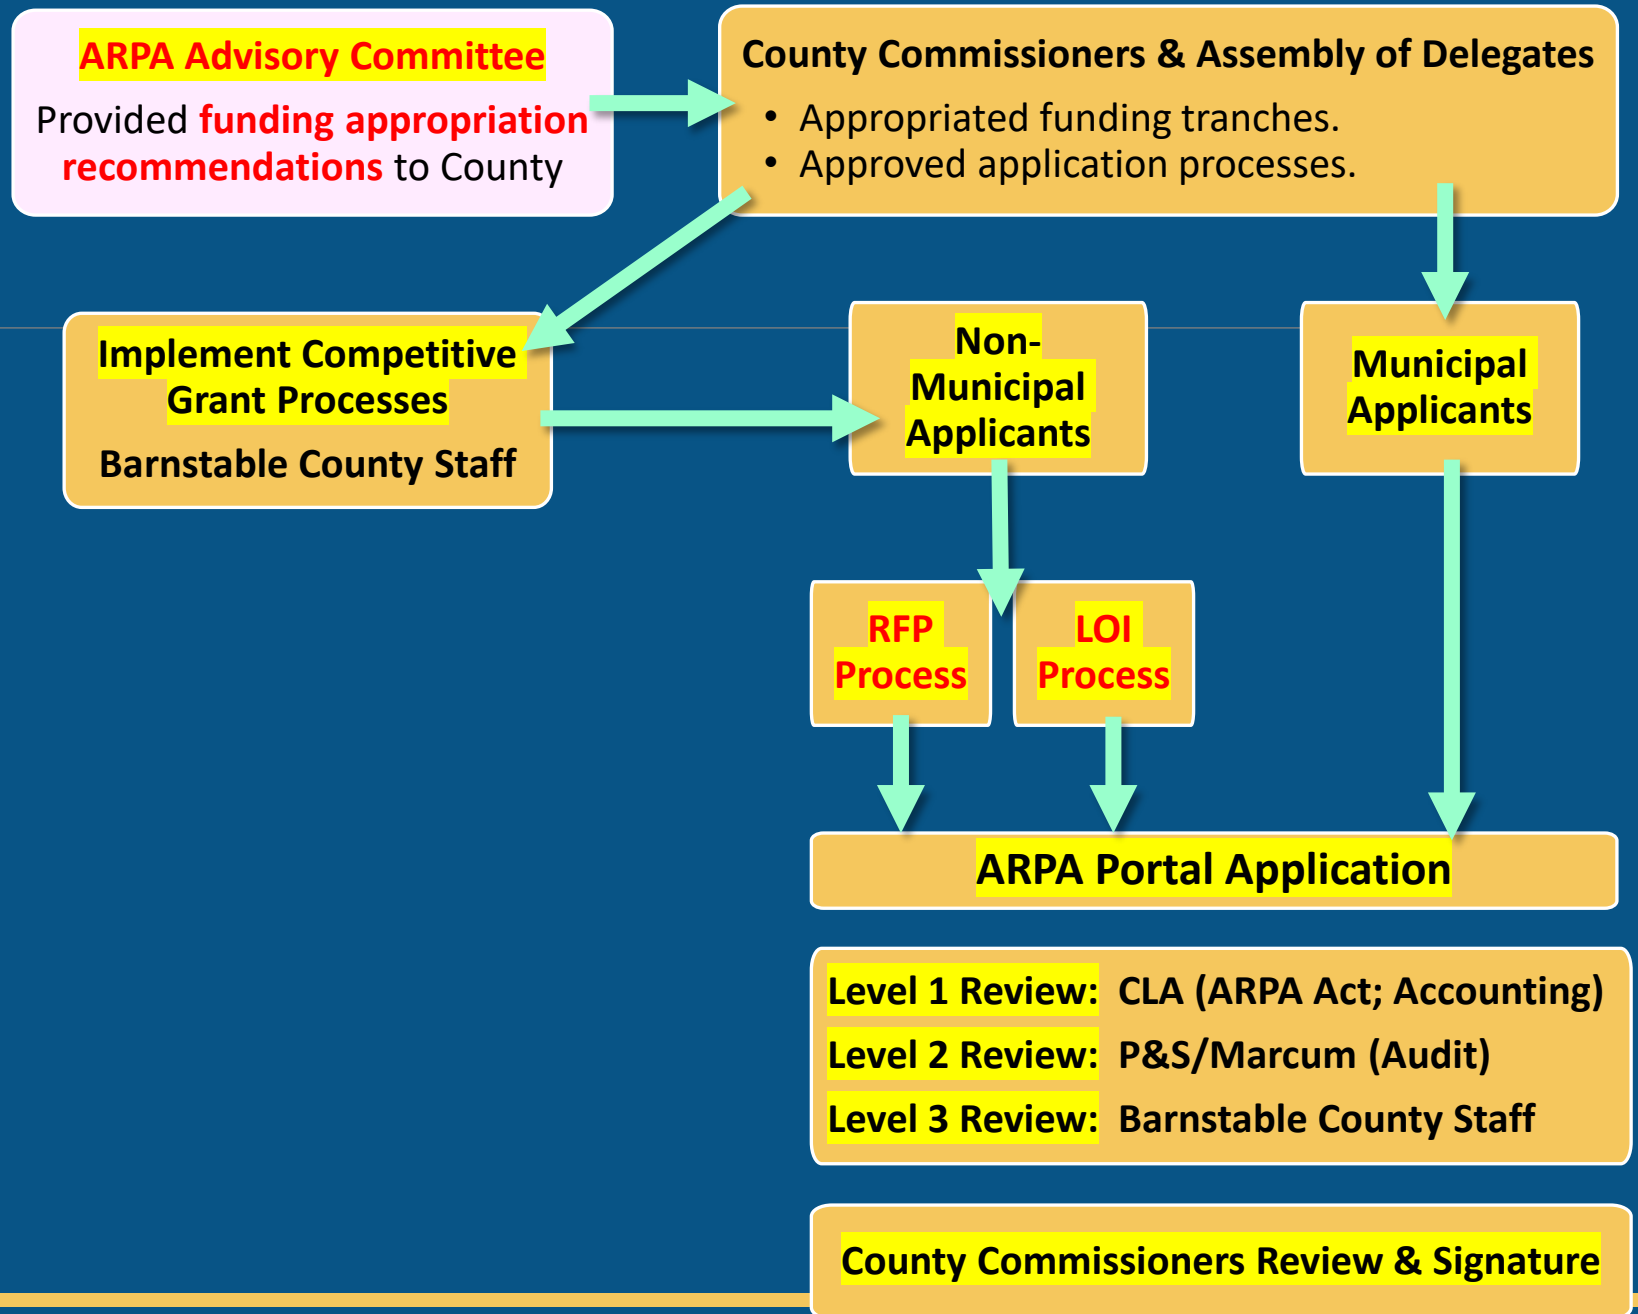 ARPA Advisory Committee
Provided funding appropriation
recommendations to County
County Commissioners & Assembly of Delegates
• Appropriated funding tranches.
• Approved application processes.
Implement Competitive
Grant Processes
Barnstable County Staff
Non-
Municipal
Applicants
Municipal
Applicants
RFP
Process
LOI
Process
ARPA Portal Application
Level 1 Review: CLA (ARPA Act; Accounting)
Level 2 Review: P&S/Marcum (Audit)
Level 3 Review: Barnstable County Staff
County Commissioners Review & Signature